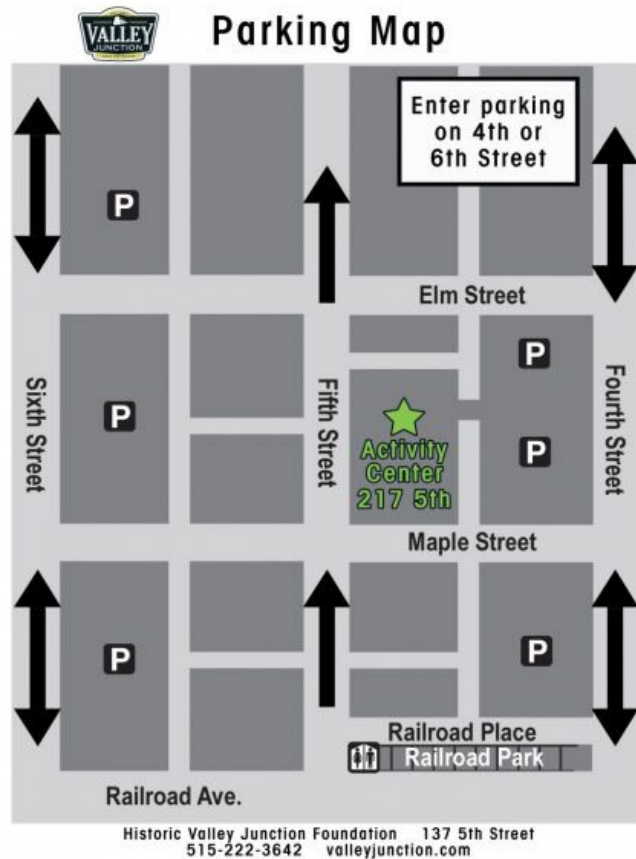 VALLEY
JUNCTION
Parking Map
Enter parking
on 4th or
6th Street
P
Elm Street
P
P
Sixth Street
Fifth Street
Fourth Street
Activity
Center
217 5th
P
Maple Street
P
P
Railroad Place
Railroad Park
Railroad Ave.
Historic Valley Junction Foundation 137 5th Street
515-222-3642 valleyjunction.com